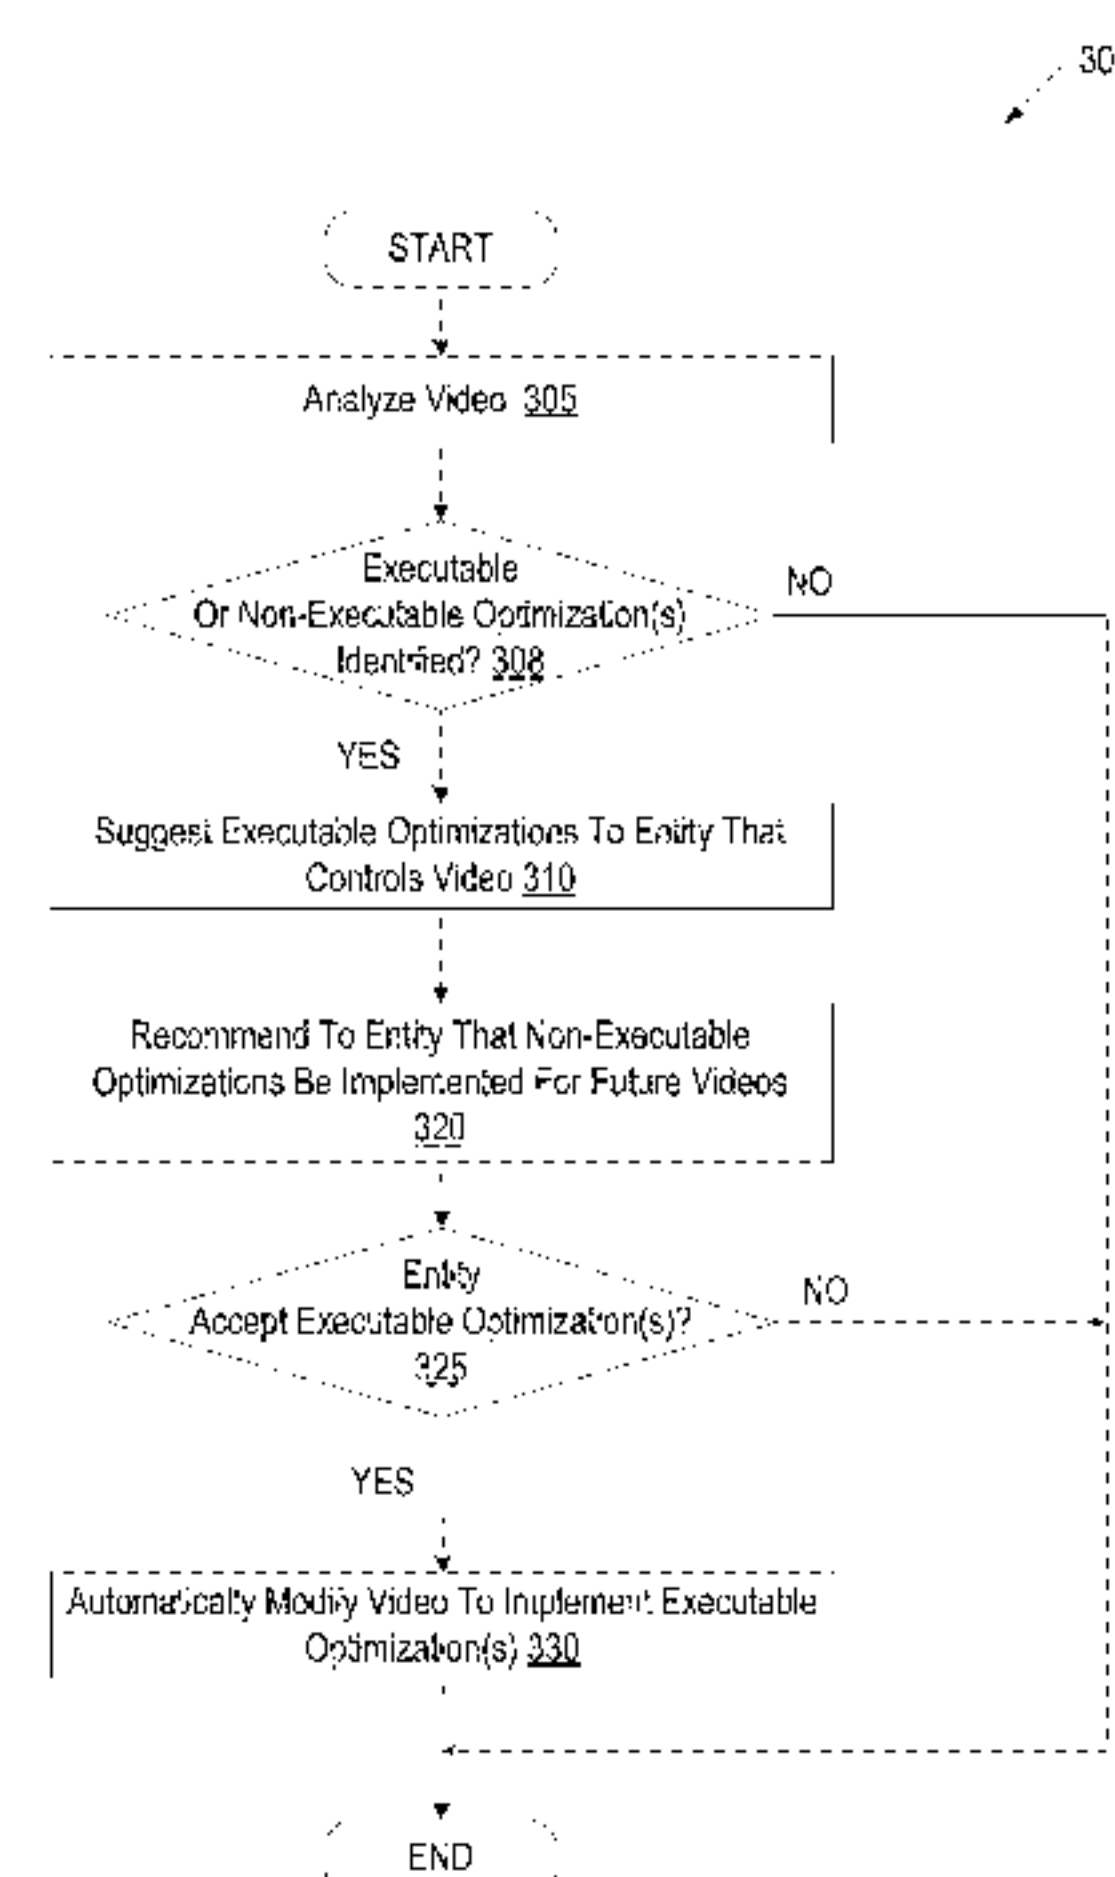 30
START
Analyze Video 305
Executable
Or Non-Executable Optimization(s)
Identified? 308
NO
YES
Suggest Executable Optimizations To Entity That
Controls Video 310
Recommend To Entity That Non-Executable
Optimizations Be Implemented For Future Videos
320
Entity
Accept Executable Optimization(s)?
325
NO
YES
Automatically Modify Video To Implement Executable
Optimization(s) 330
END